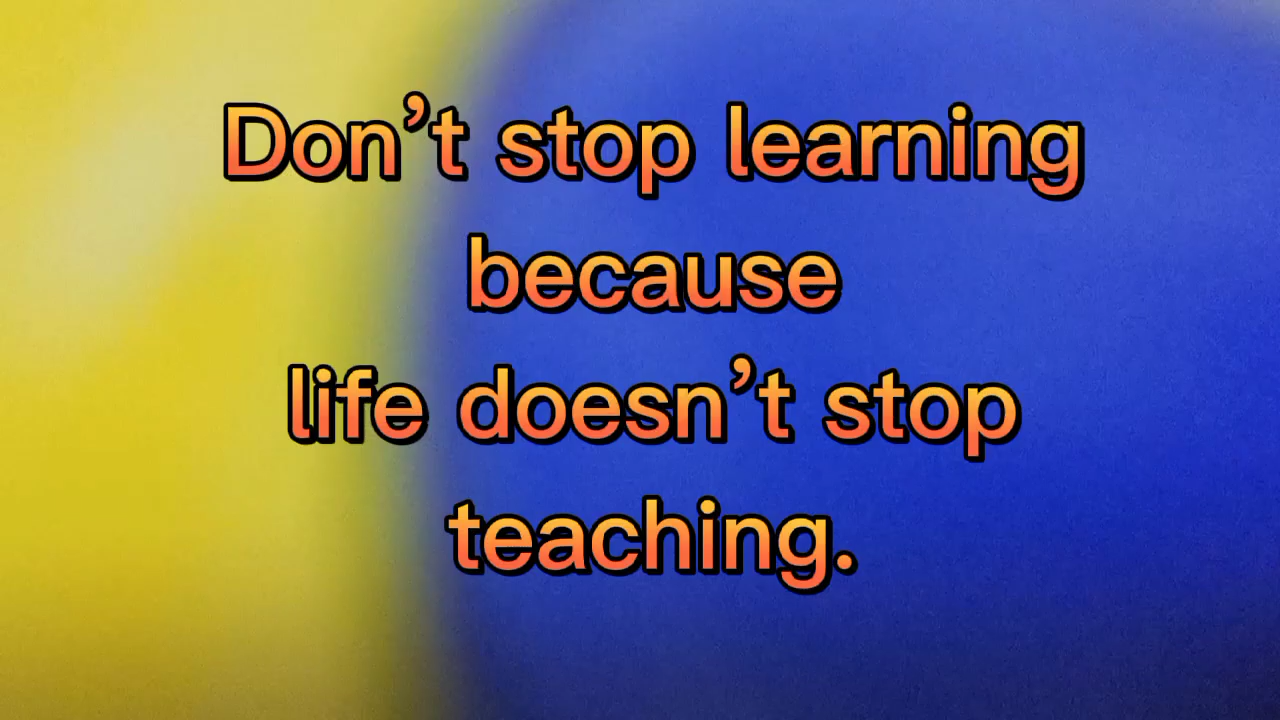 Don’t stop learning
because
life doesn’t stop
teaching.